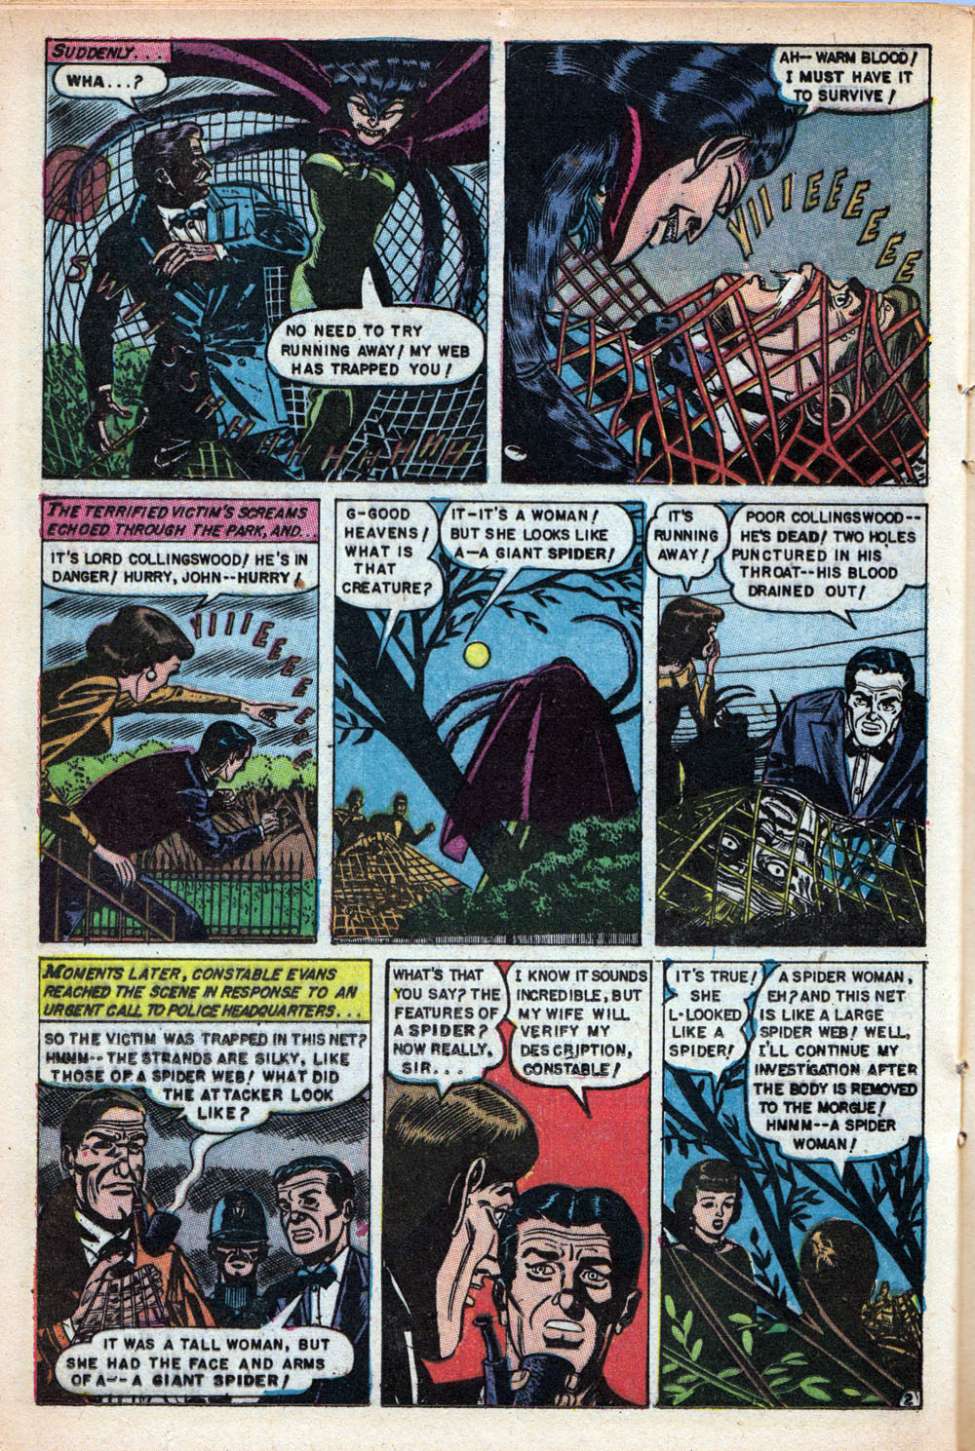 SUDDENLY...
WHA...?
SWHISSHHHHHHH
NO NEED TO TRY
RUNNING AWAY! MY WEB
HAS TRAPPED YOU!
AH--WARM BLOOD!
I MUST HAVE IT
TO SURVIVE!
YIIIEEEEEE
THE TERRIFIED VICTIM'S SCREAMS
ECHOED THROUGH THE PARK, AND...
IT'S LORD COLLINGSWOOD! HE'S IN
DANGER! HURRY, JOHN--HURRY!
YIIIEEEEEE
G-GOOD
HEAVENS!
WHAT IS
THAT
CREATURE?
IT-IT'S A WOMAN!
BUT SHE LOOKS LIKE
A--A GIANT SPIDER!
IT'S
RUNNING
AWAY!
POOR COLLINGSWOOD--
HE'S DEAD! TWO HOLES
PUNCTURED IN HIS
THROAT--HIS BLOOD
DRAINED OUT!
MOMENTS LATER, CONSTABLE EVANS
REACHED THE SCENE IN RESPONSE TO AN
URGENT CALL TO POLICE HEADQUARTERS...
SO THE VICTIM WAS TRAPPED IN THIS NET?
HMMM-- THE STRANDS ARE SILKY, LIKE
THOSE OF A SPIDER WEB! WHAT DID
THE ATTACKER LOOK
LIKE?
IT WAS A TALL WOMAN, BUT
SHE HAD THE FACE AND ARMS
OF A--A GIANT SPIDER!
WHAT'S THAT
YOU SAY? THE
FEATURES OF
A SPIDER?
NOW REALLY,
SIR...
I KNOW IT SOUNDS
INCREDIBLE, BUT
MY WIFE WILL
VERIFY MY
DESCRIPTION,
CONSTABLE!
IT'S TRUE!
SHE
L-LOOKED
LIKE A
SPIDER!
A SPIDER WOMAN,
EH? AND THIS NET
IS LIKE A LARGE
SPIDER WEB! WELL,
I'LL CONTINUE MY
INVESTIGATION AFTER
THE BODY IS REMOVED
TO THE MORGUE!
HMMM--A SPIDER
WOMAN!
2